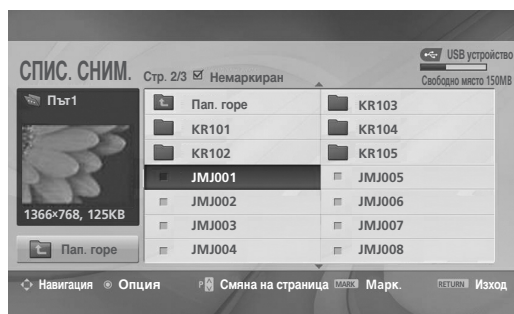 USB устройство
СПИС. СНИМ. Стр. 2/3 Немаркиран
Свободно място 150MB
Път1
Пап. горе
KR101
KR102
JMJ001
JMJ002
JMJ003
JMJ004
KR103
KR104
KR105
JMJ005
JMJ006
JMJ007
JMJ008
1366×768, 125KB
Пап. горе
Навигация Опция P Смяна на страница MARK Марк. RETURN Изход